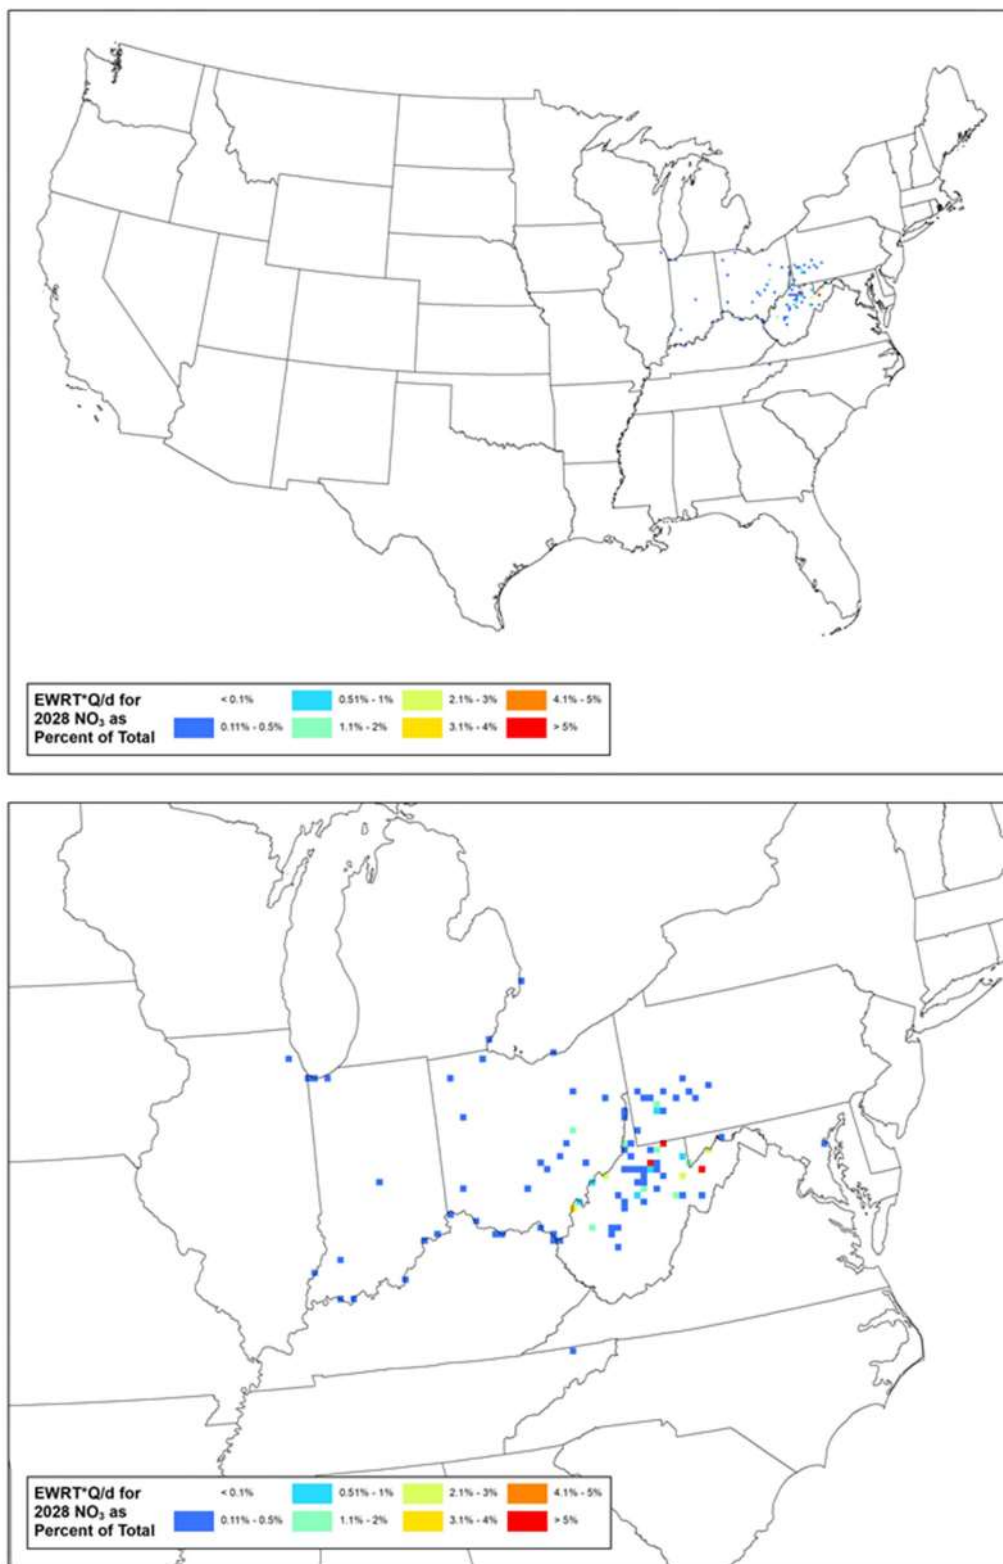 EWRT*Q/d for
2028 NO₃ as
Percent of Total
< 0.1%
0.51% - 1%
2.1% - 3%
4.1% - 5%
0.11% - 0.5%
1.1% - 2%
3.1% - 4%
> 5%
EWRT*Q/d for
2028 NO₃ as
Percent of Total
< 0.1%
0.51% - 1%
2.1% - 3%
4.1% - 5%
0.11% - 0.5%
1.1% - 2%
3.1% - 4%
> 5%